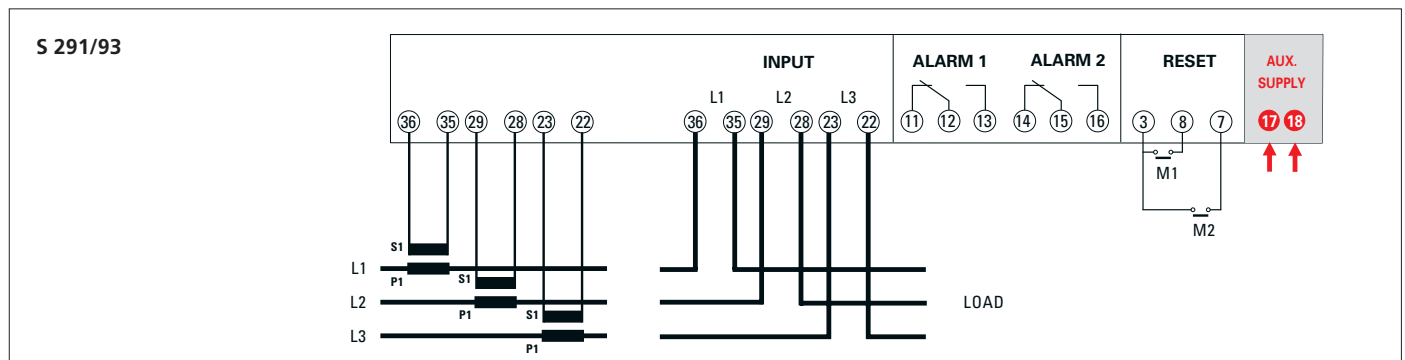 S 291/93
INPUT
ALARM 1
ALARM 2
RESET
AUX.
SUPPLY
L1
L2
L3
36
35
29
28
23
22
36
35
29
28
23
22
11
12
13
14
15
16
3
8
7
17
18
M1
M2
S1
L1
P1
S1
L2
P1
S1
LOAD
L3
P1